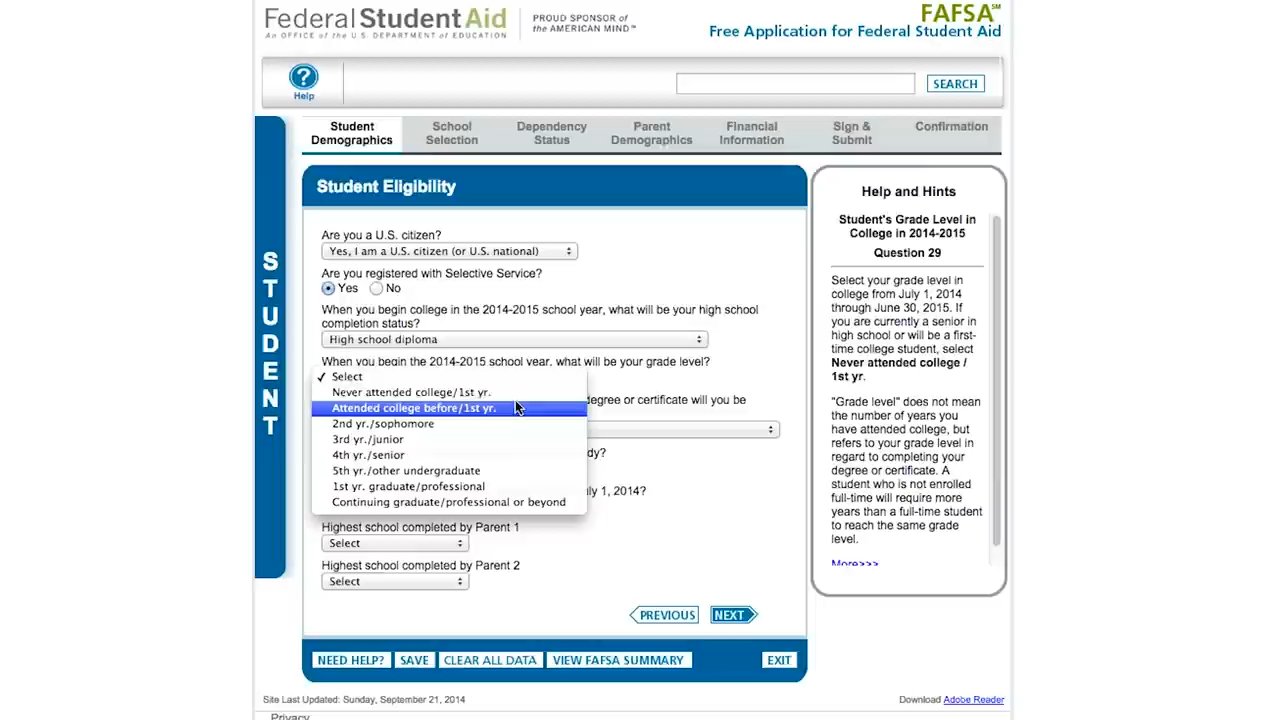 Federal Student Aid
An OFFICE of the U.S. DEPARTMENT of EDUCATION
PROUD SPONSOR of
the AMERICAN MIND™
FAFSA℠
Free Application for Federal Student Aid
?
Help
SEARCH
Student
Demographics
School
Selection
Dependency
Status
Parent
Demographics
Financial
Information
Sign &
Submit
Confirmation
STUDENT
Student Eligibility
Are you a U.S. citizen?
Yes, I am a U.S. citizen (or U.S. national)
Are you registered with Selective Service?
Yes No
When you begin college in the 2014-2015 school year, what will be your high school
completion status?
High school diploma
When you begin the 2014-2015 school year, what will be your grade level?
✓ Select
Never attended college/1st yr.
Attended college before/1st yr.
2nd yr./sophomore
3rd yr./junior
4th yr./senior
5th yr./other undergraduate
1st yr. graduate/professional
Continuing graduate/professional or beyond
degree or certificate will you be
dy?
ly 1, 2014?
Highest school completed by Parent 1
Select
Highest school completed by Parent 2
Select
PREVIOUS
NEXT
NEED HELP?
SAVE
CLEAR ALL DATA
VIEW FAFSA SUMMARY
EXIT
Help and Hints
Student's Grade Level in
College in 2014-2015
Question 29
Select your grade level in
college from July 1, 2014
through June 30, 2015. If
you are currently a senior in
high school or will be a first-
time college student, select
Never attended college /
1st yr.
"Grade level" does not mean
the number of years you
have attended college, but
refers to your grade level in
regard to completing your
degree or certificate. A
student who is not enrolled
full-time will require more
years than a full-time student
to reach the same grade
level.
More>>>
Site Last Updated: Sunday, September 21, 2014
Download Adobe Reader
Privacy